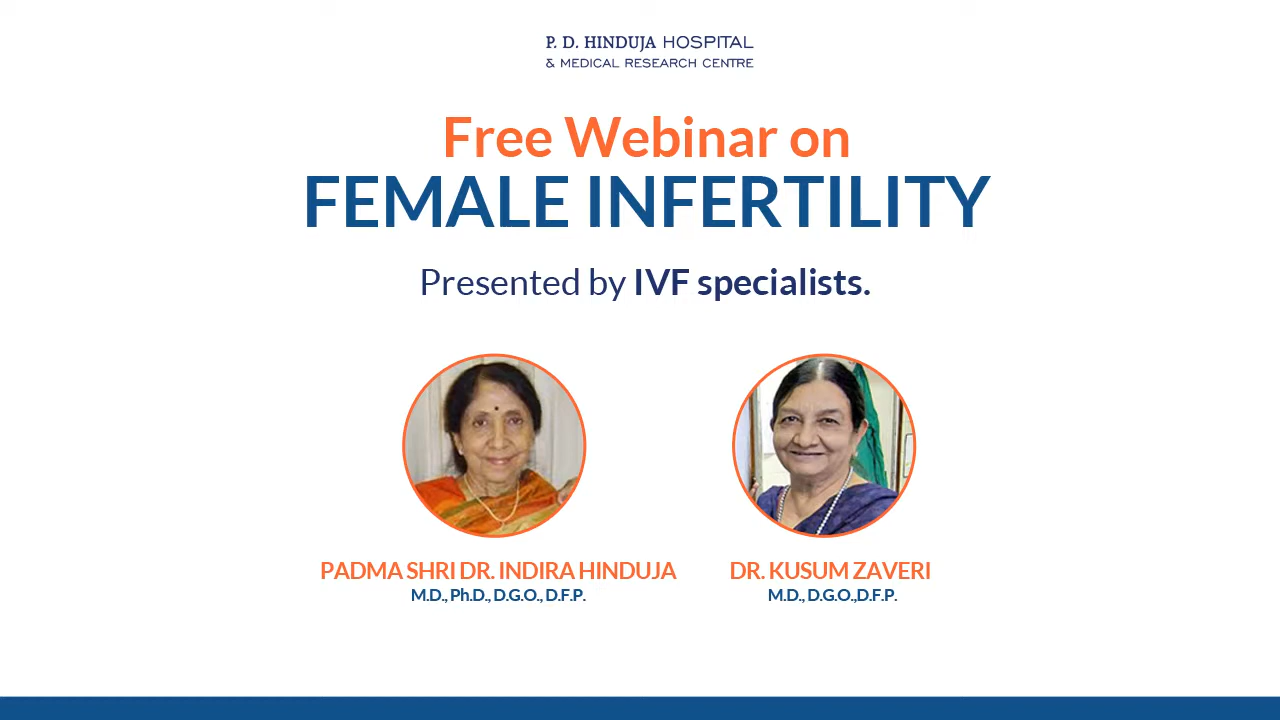 P. D. HINDUJA HOSPITAL
& MEDICAL RESEARCH CENTRE
Free Webinar on
FEMALE INFERTILITY
Presented by IVF specialists.
PADMA SHRI DR. INDIRA HINDUJA
M.D., Ph.D., D.G.O., D.F.P.
DR. KUSUM ZAVERI
M.D., D.G.O.,D.F.P.